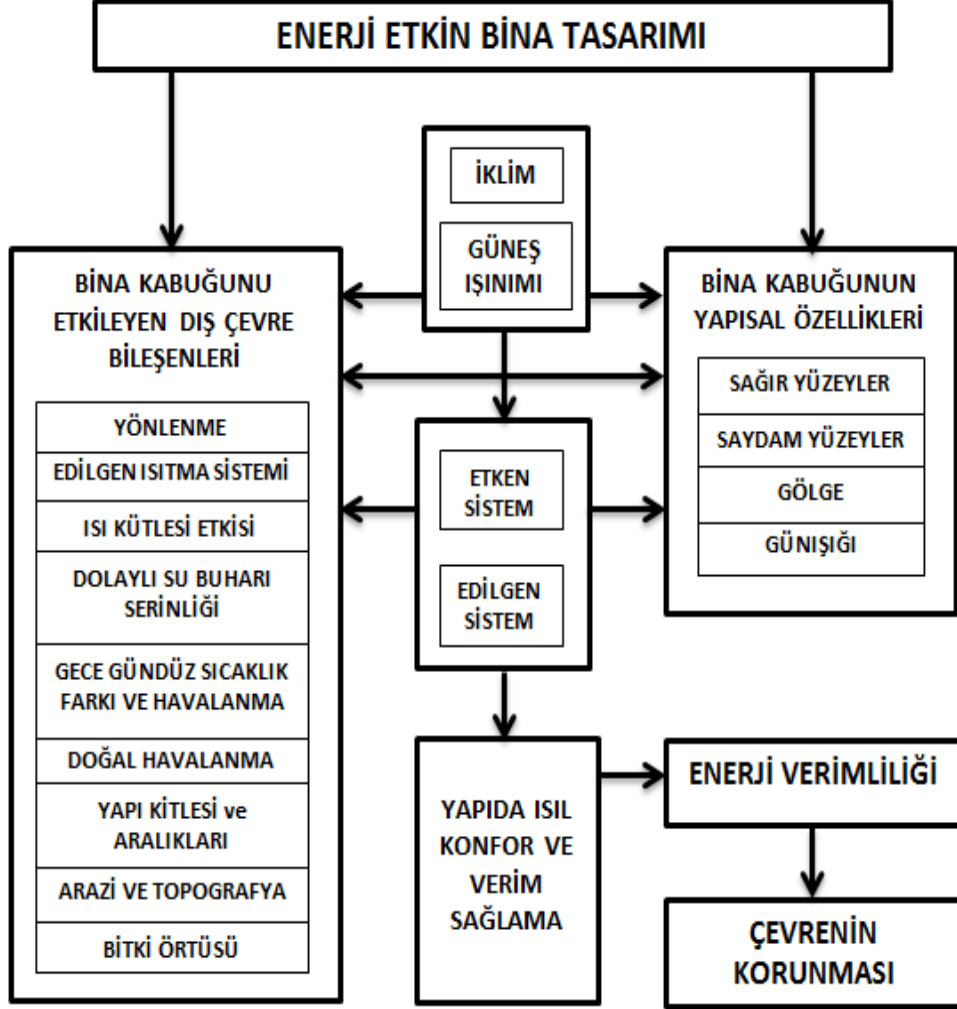 ENERJİ ETKİN BİNA TASARIMI
İKLİM
GÜNEŞ
IŞINIMI
BİNA KABUĞUNU
ETKİLEYEN DIŞ ÇEVRE
BİLEŞENLERİ
YÖNLENME
EDİLGEN ISITMA SİSTEMİ
ISI KÜTLESİ ETKİSİ
DOLAYLI SU BUHARI
SERİNLİĞİ
GECE GÜNDÜZ SICAKLIK
FARKI VE HAVALANMA
DOĞAL HAVALANMA
YAPI KİTLESİ ve
ARALIKLARI
ARAZİ VE TOPOGRAFYA
BİTKİ ÖRTÜSÜ
BİNA KABUĞUNUN
YAPISAL ÖZELLİKLERİ
SAĞIR YÜZEYLER
SAYDAM YÜZEYLER
GÖLGE
GÜNIŞIĞI
ETKEN
SİSTEM
EDİLGEN
SİSTEM
YAPIDA ISIL
KONFOR VE
VERİM
SAĞLAMA
ENERJİ VERİMLİLİĞİ
ÇEVRENİN
KORUNMASI